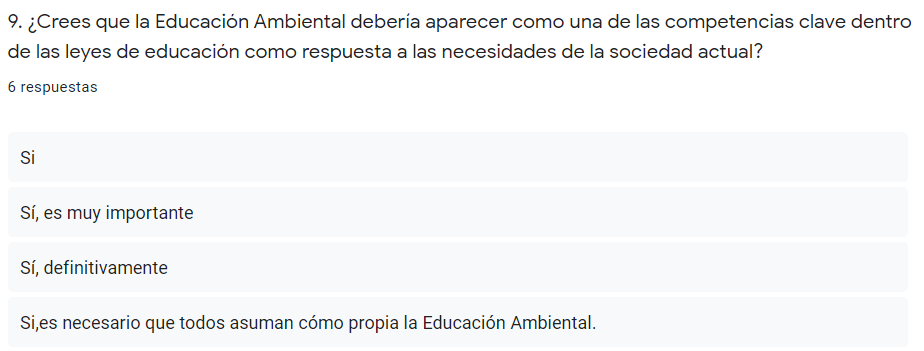 9. ¿Crees que la Educación Ambiental debería aparecer como una de las competencias clave dentro
de las leyes de educación como respuesta a las necesidades de la sociedad actual?
6 respuestas
Si
Sí, es muy importante
Sí, definitivamente
Si,es necesario que todos asuman cómo propia la Educación Ambiental.